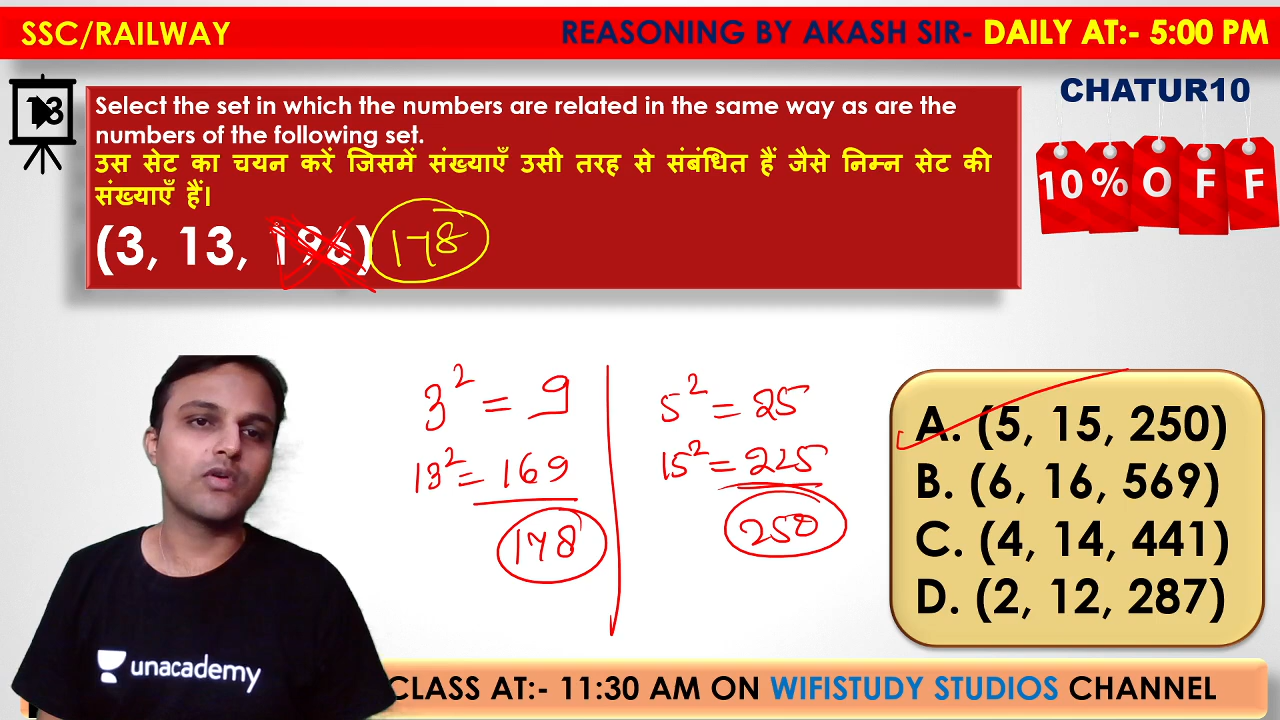 SSC/RAILWAY
REASONING BY AKASH SIR- DAILY AT:- 5:00 PM
CHATUR10
10% OFF
Select the set in which the numbers are related in the same way as are the
numbers of the following set.
उस सेट का चयन करें जिसमें संख्याएँ उसी तरह से संबंधित हैं जैसे निम्न सेट की
संख्याएँ हैं।
(3, 13, 196) 178
3² = 9
13² = 169
178
5² = 25
15² = 225
250
A. (5, 15, 250)
B. (6, 16, 569)
C. (4, 14, 441)
D. (2, 12, 287)
unacademy
CLASS AT:- 11:30 AM ON WIFISTUDY STUDIOS CHANNEL